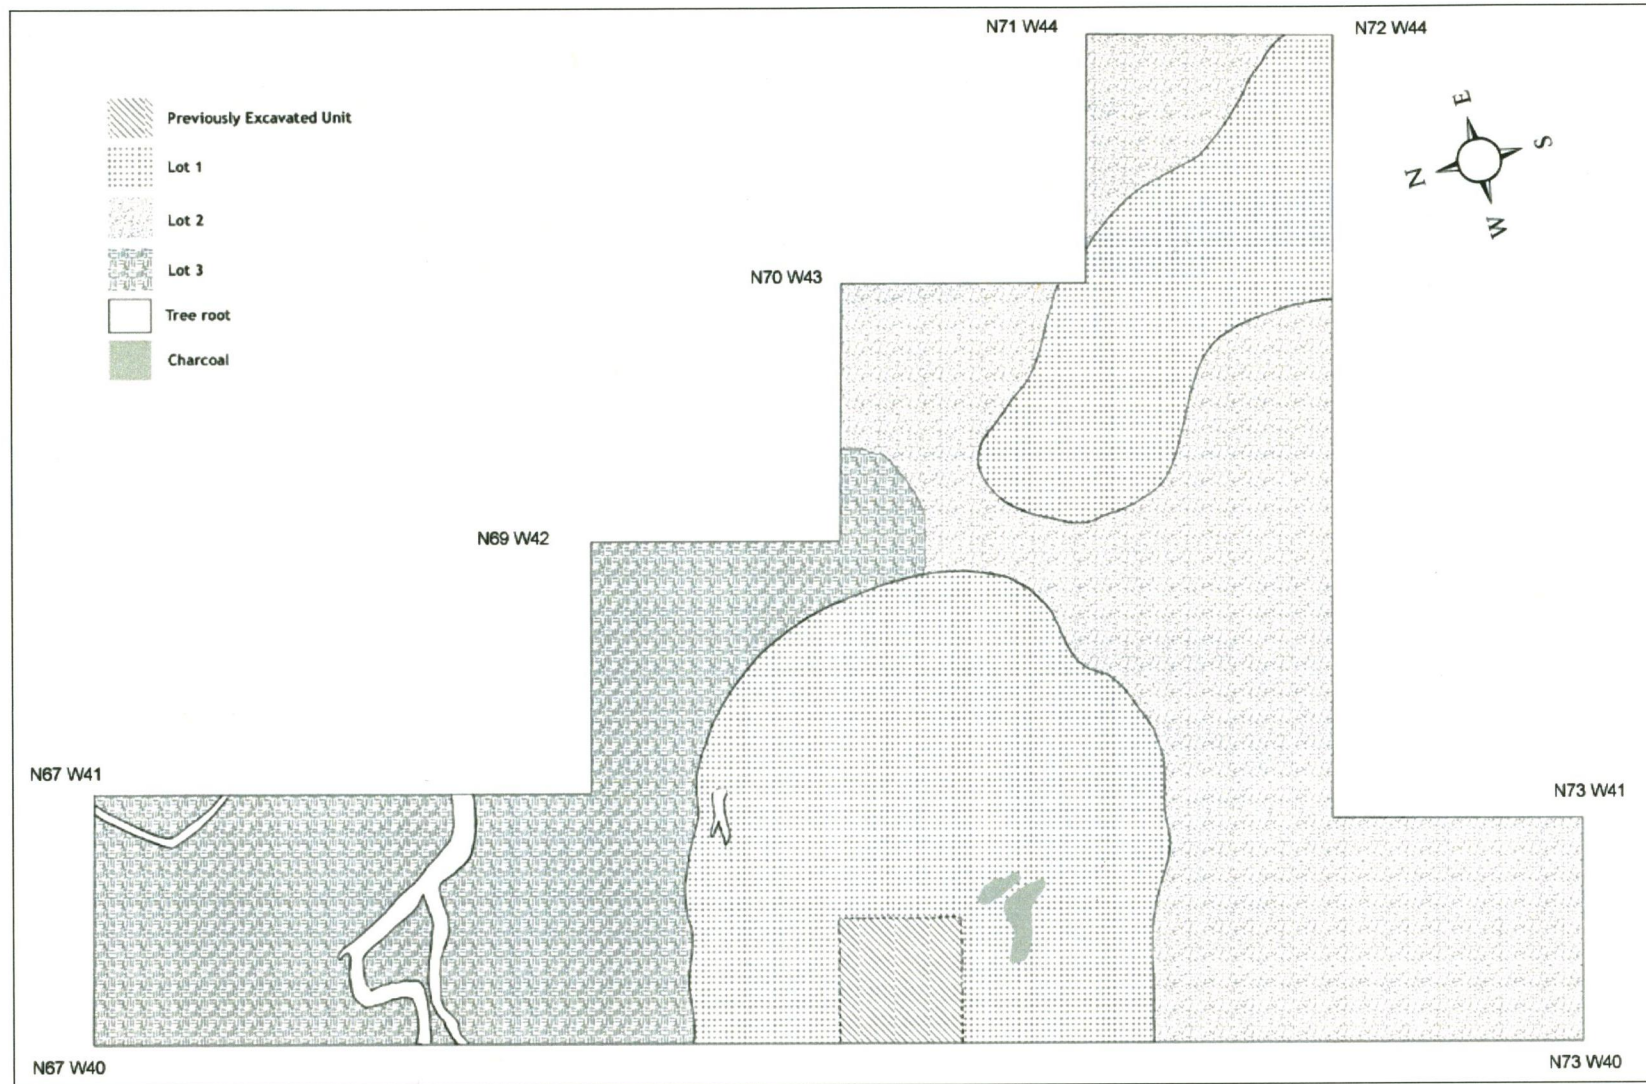 N71 W44
N72 W44
Previously Excavated Unit
Lot 1
Lot 2
Lot 3
Tree root
Charcoal
E
S
N
W
N70 W43
N69 W42
N67 W41
N73 W41
N67 W40
N73 W40